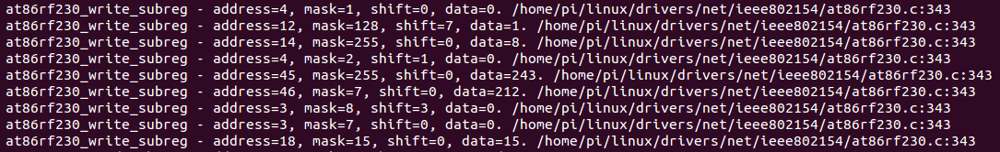 at86rf230_write_subreg - address=4, mask=1, shift=0, data=0. /home/pi/linux/drivers/net/ieee802154/at86rf230.c:343
at86rf230_write_subreg - address=12, mask=128, shift=7, data=1. /home/pi/linux/drivers/net/ieee802154/at86rf230.c:343
at86rf230_write_subreg - address=14, mask=255, shift=0, data=8. /home/pi/linux/drivers/net/ieee802154/at86rf230.c:343
at86rf230_write_subreg - address=4, mask=2, shift=1, data=0. /home/pi/linux/drivers/net/ieee802154/at86rf230.c:343
at86rf230_write_subreg - address=45, mask=255, shift=0, data=243. /home/pi/linux/drivers/net/ieee802154/at86rf230.c:343
at86rf230_write_subreg - address=46, mask=7, shift=0, data=212. /home/pi/linux/drivers/net/ieee802154/at86rf230.c:343
at86rf230_write_subreg - address=3, mask=8, shift=3, data=0. /home/pi/linux/drivers/net/ieee802154/at86rf230.c:343
at86rf230_write_subreg - address=3, mask=7, shift=0, data=0. /home/pi/linux/drivers/net/ieee802154/at86rf230.c:343
at86rf230_write_subreg - address=18, mask=15, shift=0, data=15. /home/pi/linux/drivers/net/ieee802154/at86rf230.c:343